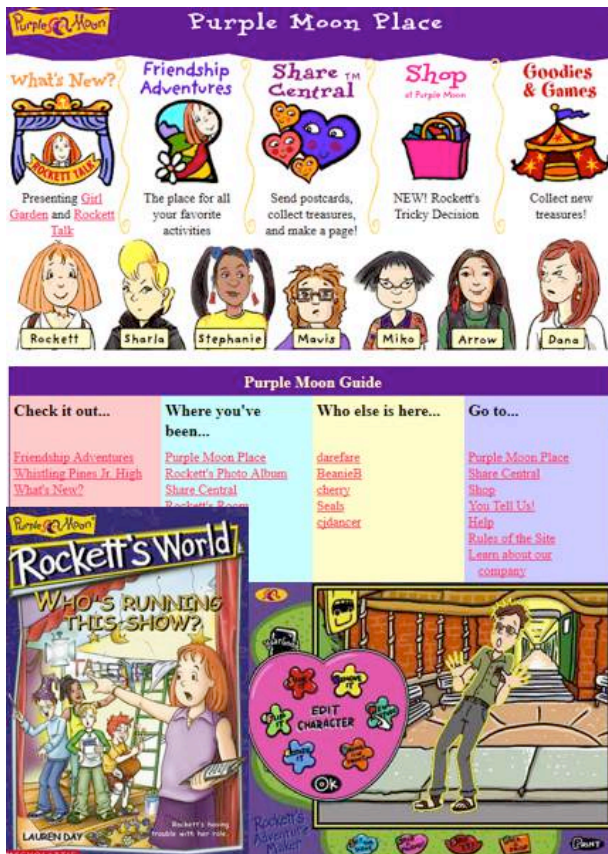 Purple Moon
Purple Moon Place
What's New?
ROCKETT TALK
Presenting Girl
Garden and Rockett
Talk
Friendship
Adventures
The place for all
your favorite
activities
Share ™
Central
Send postcards,
collect treasures,
and make a page!
Shop
at Purple Moon
NEW! Rockett's
Tricky Decision
Goodies
& Games
Collect new
treasures!
Rockett
Sharla
Stephanie
Mavis
Miko
Arrow
Dana
Purple Moon Guide
Check it out...
Friendship Adventures
Whistling Pines Jr. High
What's New?
Where you've
been...
Purple Moon Place
Rockett's Photo Album
Share Central
Rockett's Room
Who else is here...
darefare
BeanieB
cherry
Seals
cjdancer
Go to...
Purple Moon Place
Share Central
Shop
You Tell Us!
Help
Rules of the Site
Learn about our
company
Purple Moon
Rockett's World
WHO'S RUNNING
THIS SHOW?
LAUREN DAY
Rockett's having
trouble with her role.
EDIT
CHARACTER
OK
Rockett's
Adventure
Maker
PRINT